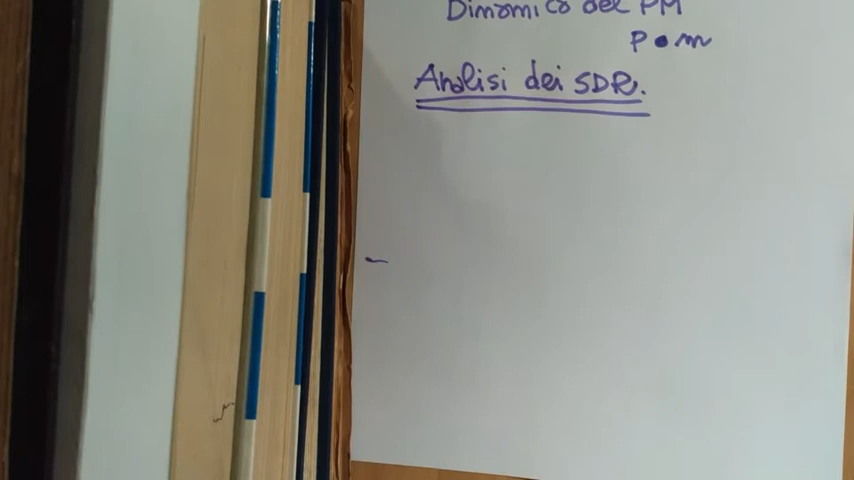 Dinamica del PM
P • m
Analisi dei SDR.